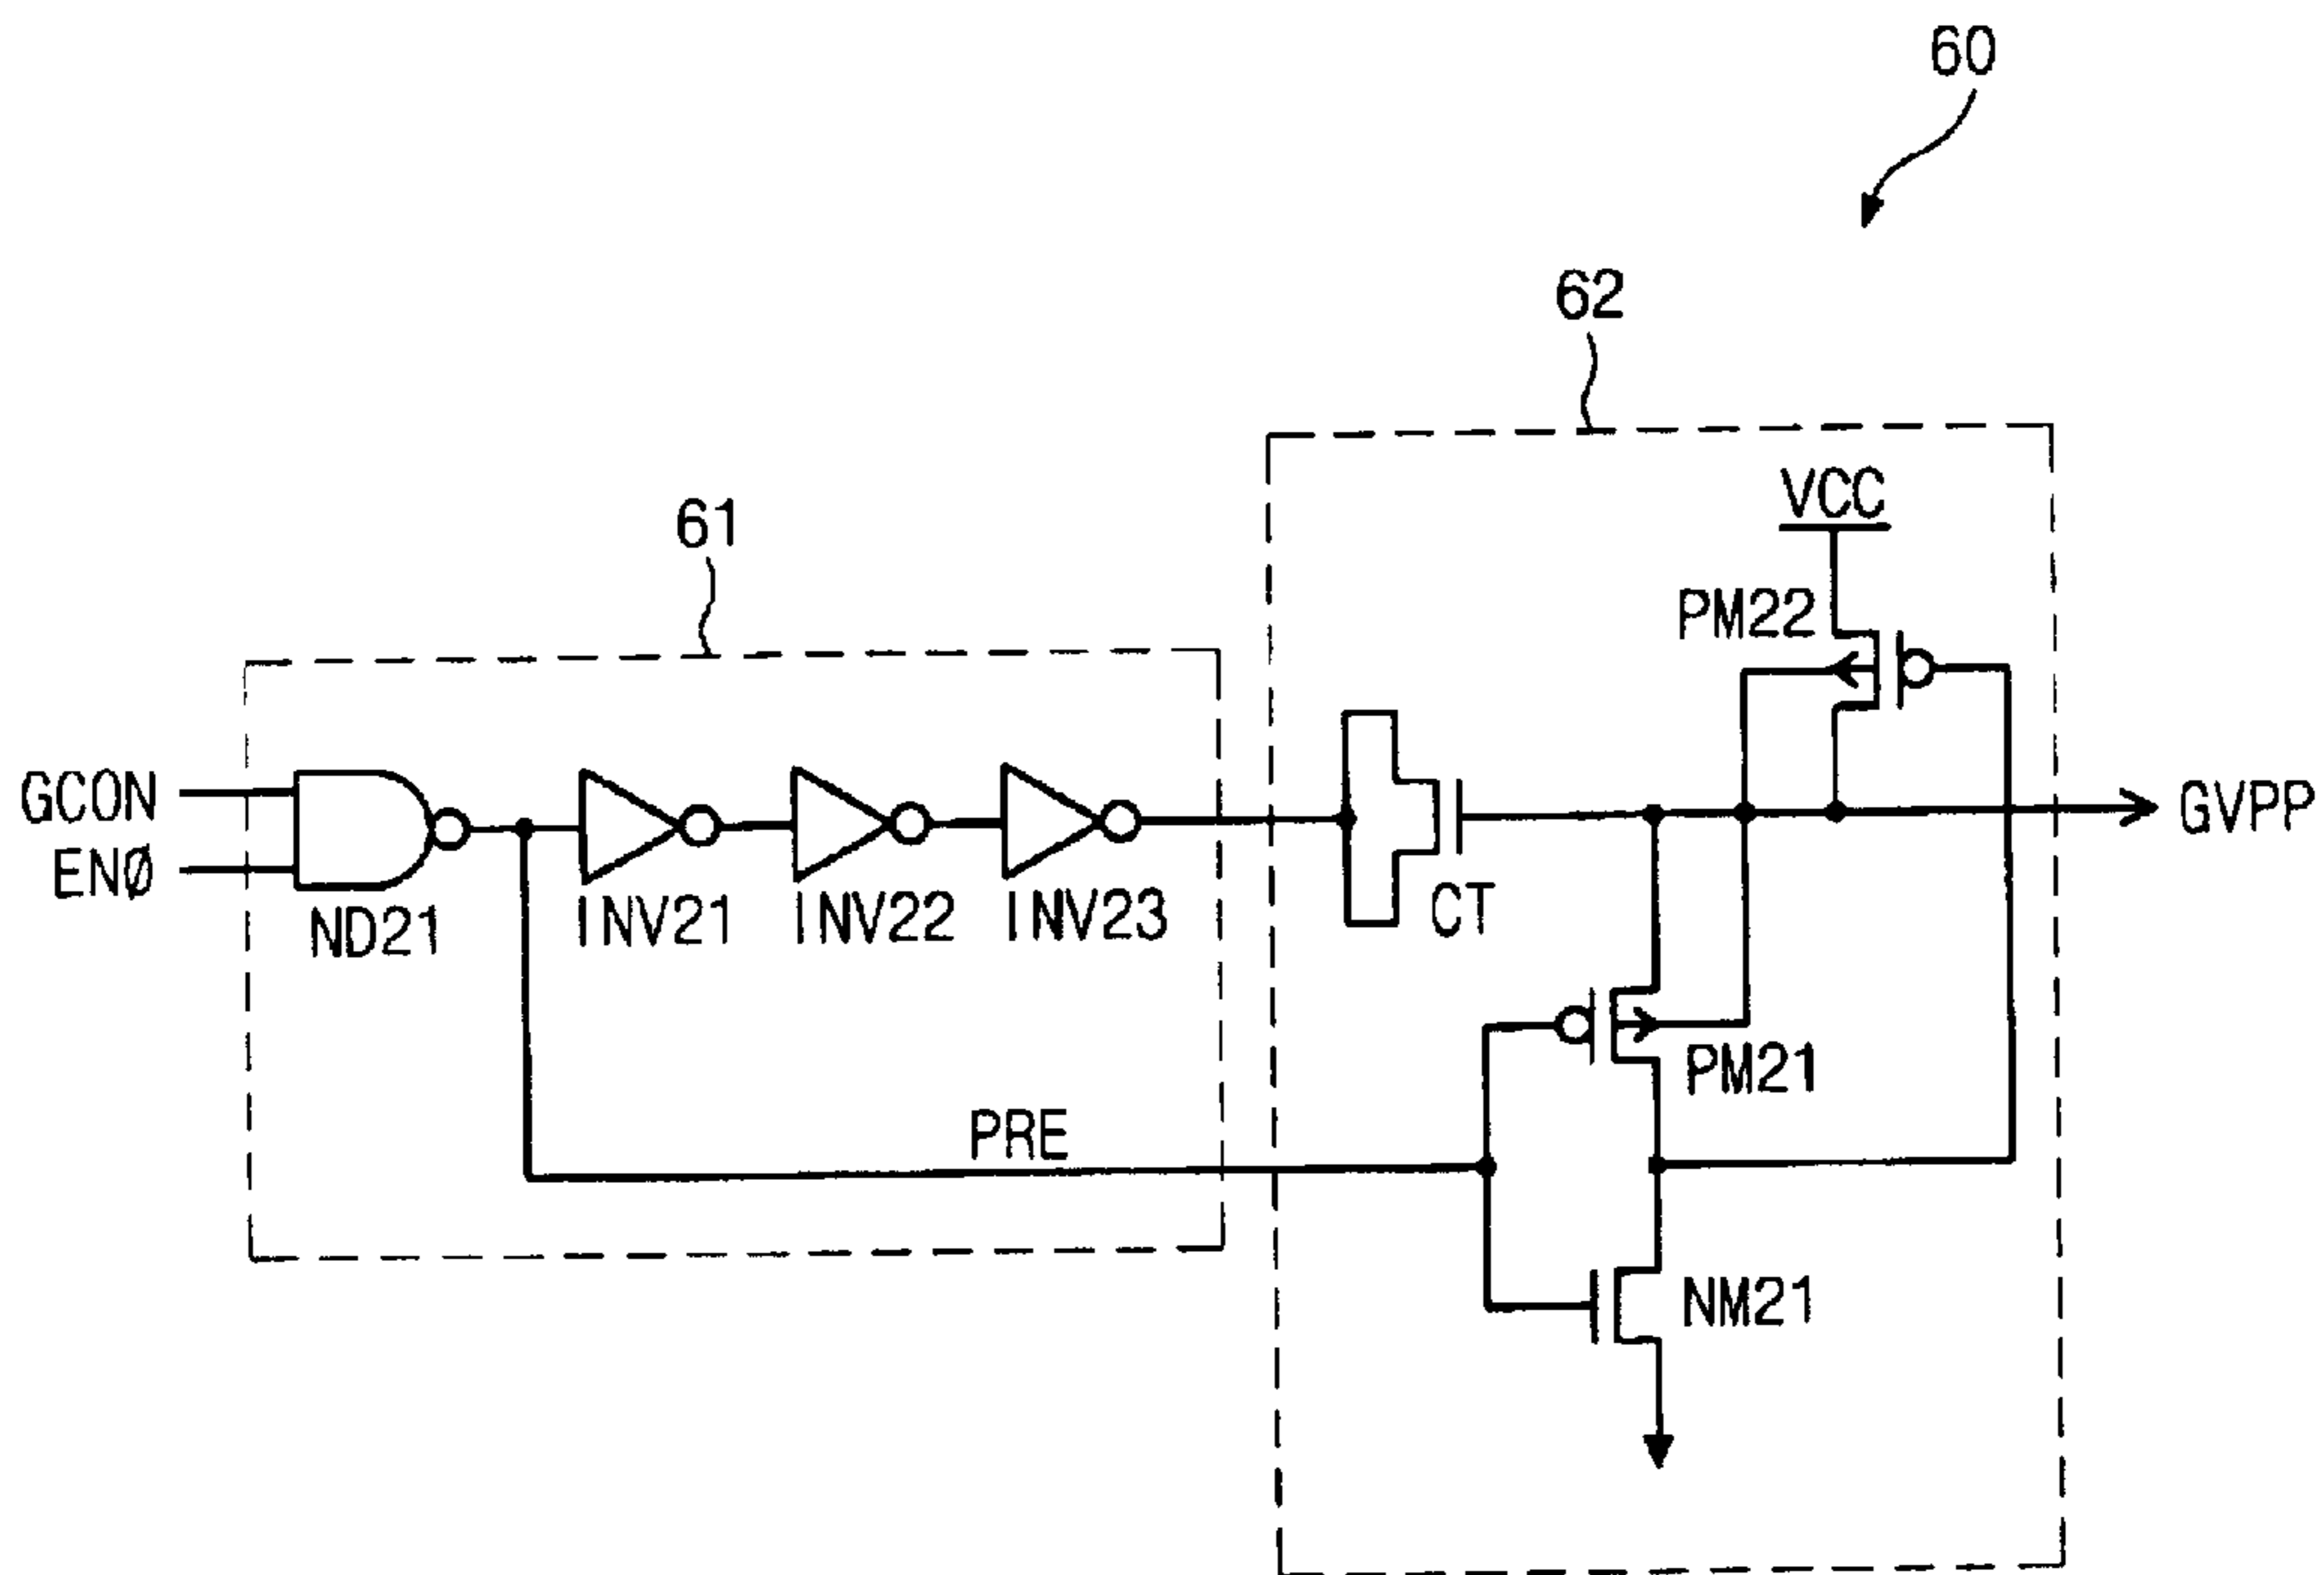 60
62
61
VCC
PM22
GCON
ENØ
ND21
INV21
INV22
INV23
CT
GVPP
PM21
PRE
NM21